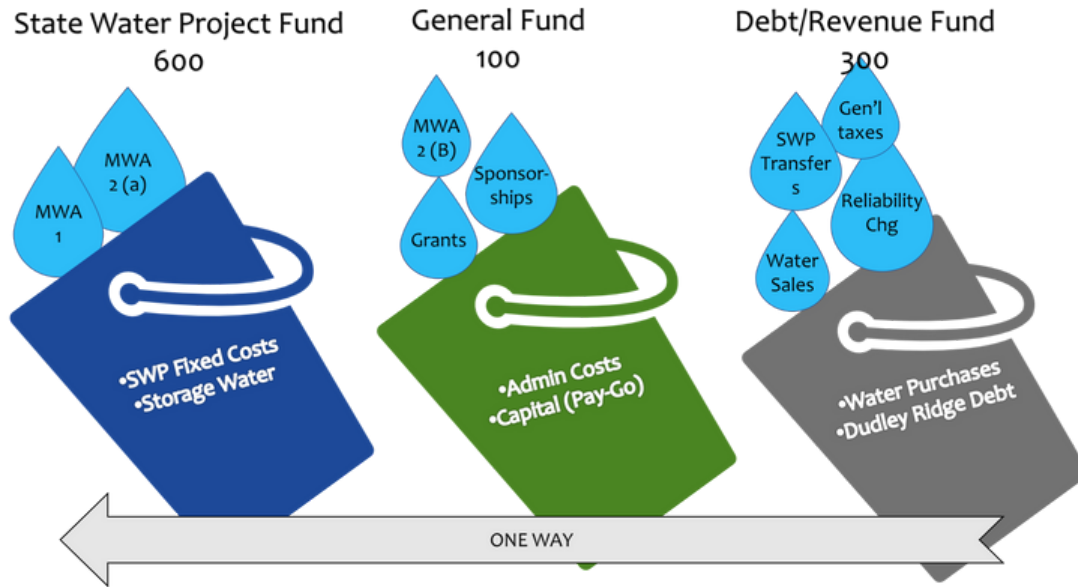 State Water Project Fund
600
MWA
1
MWA
2 (a)
•SWP Fixed Costs
•Storage Water
General Fund
100
MWA
2 (B)
Sponsor-
ships
Grants
•Admin Costs
•Capital (Pay-Go)
Debt/Revenue Fund
300
Gen'l
taxes
SWP
Transfer
s
Reliability
Chg
Water
Sales
•Water Purchases
•Dudley Ridge Debt
ONE WAY